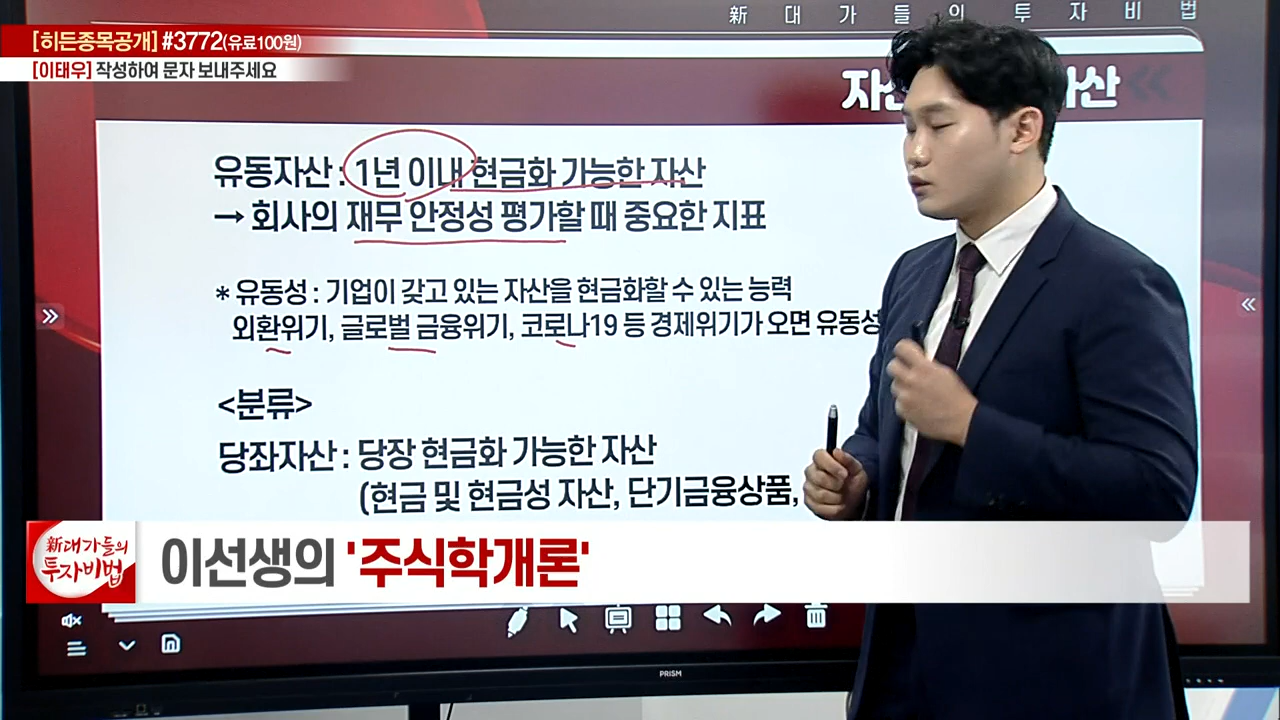 新 대 가 들 의 투 자 비 법
[히든종목공개] #3772(유료100원)
[이태우] 작성하여 문자 보내주세요
유동자산 : 1년 이내 현금화 가능한 자산
→ 회사의 재무 안정성 평가할 때 중요한 지표
* 유동성 : 기업이 갖고 있는 자산을 현금화할 수 있는 능력
외환위기, 글로벌 금융위기, 코로나19 등 경제위기가 오면 유동성
<분류>
당좌자산 : 당장 현금화 가능한 자산
(현금 및 현금성 자산, 단기금융상품,
新대가들의
투자비법
이선생의 '주식학개론'
PRISM